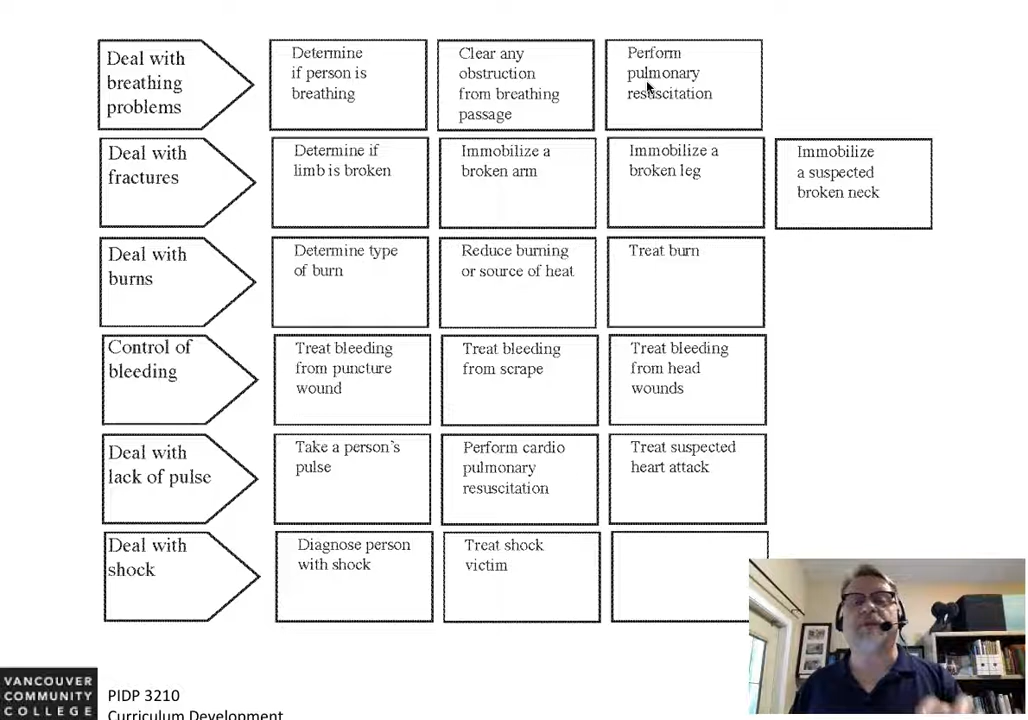 Deal with
breathing
problems
Determine
if person is
breathing
Clear any
obstruction
from breathing
passage
Perform
pulmonary
resuscitation
Deal with
fractures
Determine if
limb is broken
Immobilize a
broken arm
Immobilize a
broken leg
Immobilize
a suspected
broken neck
Deal with
burns
Determine type
of burn
Reduce burning
or source of heat
Treat burn
Control of
bleeding
Treat bleeding
from puncture
wound
Treat bleeding
from scrape
Treat bleeding
from head
wounds
Deal with
lack of pulse
Take a person's
pulse
Perform cardio
pulmonary
resuscitation
Treat suspected
heart attack
Deal with
shock
Diagnose person
with shock
Treat shock
victim
VANCOUVER
COMMUNITY
COLLEGE
PIDP 3210
Curriculum Development